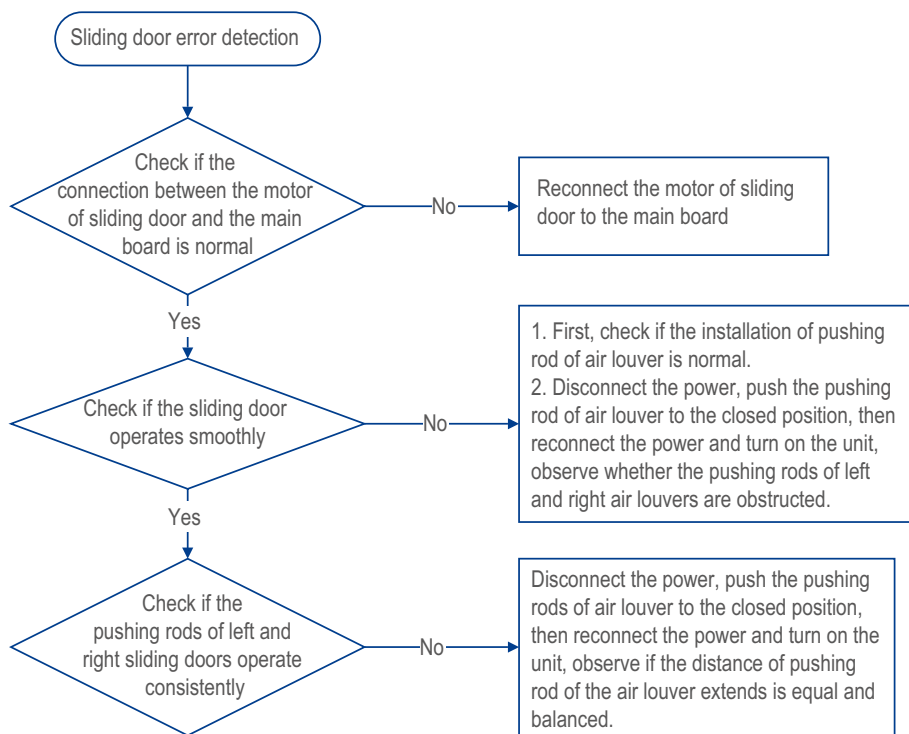 Sliding door error detection
Check if the
connection between the motor
of sliding door and the main
board is normal
No
Reconnect the motor of sliding
door to the main board
Yes
Check if the sliding door
operates smoothly
No
1. First, check if the installation of pushing
rod of air louver is normal.
2. Disconnect the power, push the pushing
rod of air louver to the closed position, then
reconnect the power and turn on the unit,
observe whether the pushing rods of left
and right air louvers are obstructed.
Yes
Check if the
pushing rods of left and
right sliding doors operate
consistently
No
Disconnect the power, push the pushing
rods of air louver to the closed position,
then reconnect the power and turn on the
unit, observe if the distance of pushing
rod of the air louver extends is equal and
balanced.